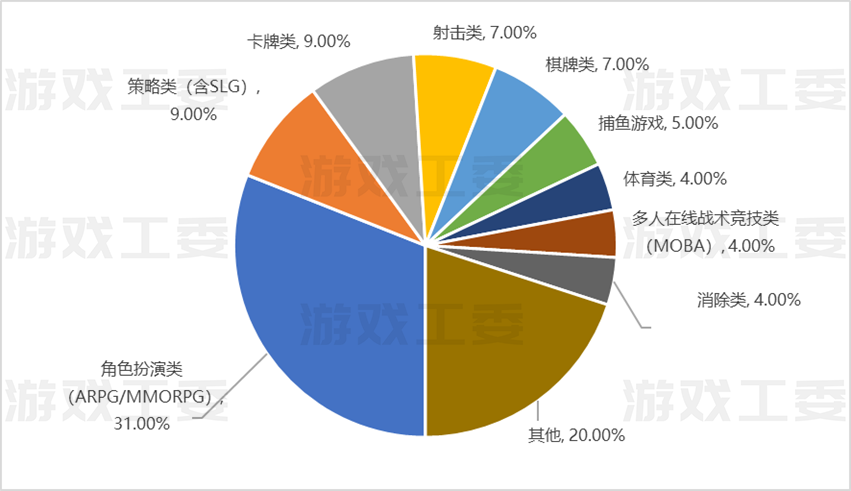 卡牌类, 9.00%
射击类, 7.00%
策略类（含SLG）,
9.00%
棋牌类, 7.00%
捕鱼游戏, 5.00%
体育类, 4.00%
多人在线战术竞技类
（MOBA）, 4.00%
消除类, 4.00%
角色扮演类
（ARPG/MMORPG）,
31.00%
其他, 20.00%
游戏工委
游戏工委
游戏工委
游戏工委
游戏工委
游戏工委
游戏工委
游戏工委